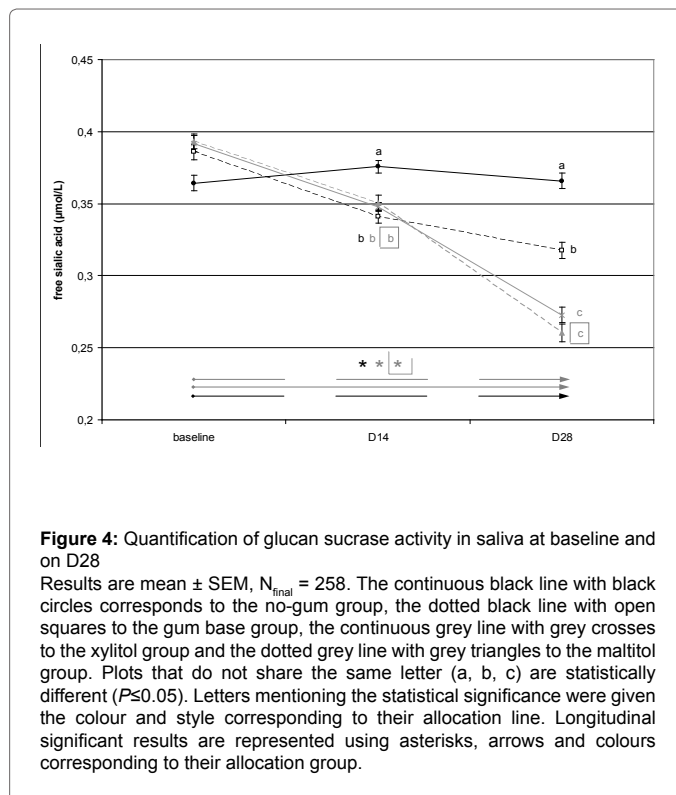 0,45
0,4
0,35
0,3
0,25
0,2
free sialic acid (µmol/L)
a
a
b b b
b
c
c
* * *
baseline D14 D28
Figure 4: Quantification of glucan sucrase activity in saliva at baseline and
on D28
Results are mean ± SEM, Nfinal = 258. The continuous black line with black
circles corresponds to the no-gum group, the dotted black line with open
squares to the gum base group, the continuous grey line with grey crosses
to the xylitol group and the dotted grey line with grey triangles to the maltitol
group. Plots that do not share the same letter (a, b, c) are statistically
different (P≤0.05). Letters mentioning the statistical significance were given
the colour and style corresponding to their allocation line. Longitudinal
significant results are represented using asterisks, arrows and colours
corresponding to their allocation group.